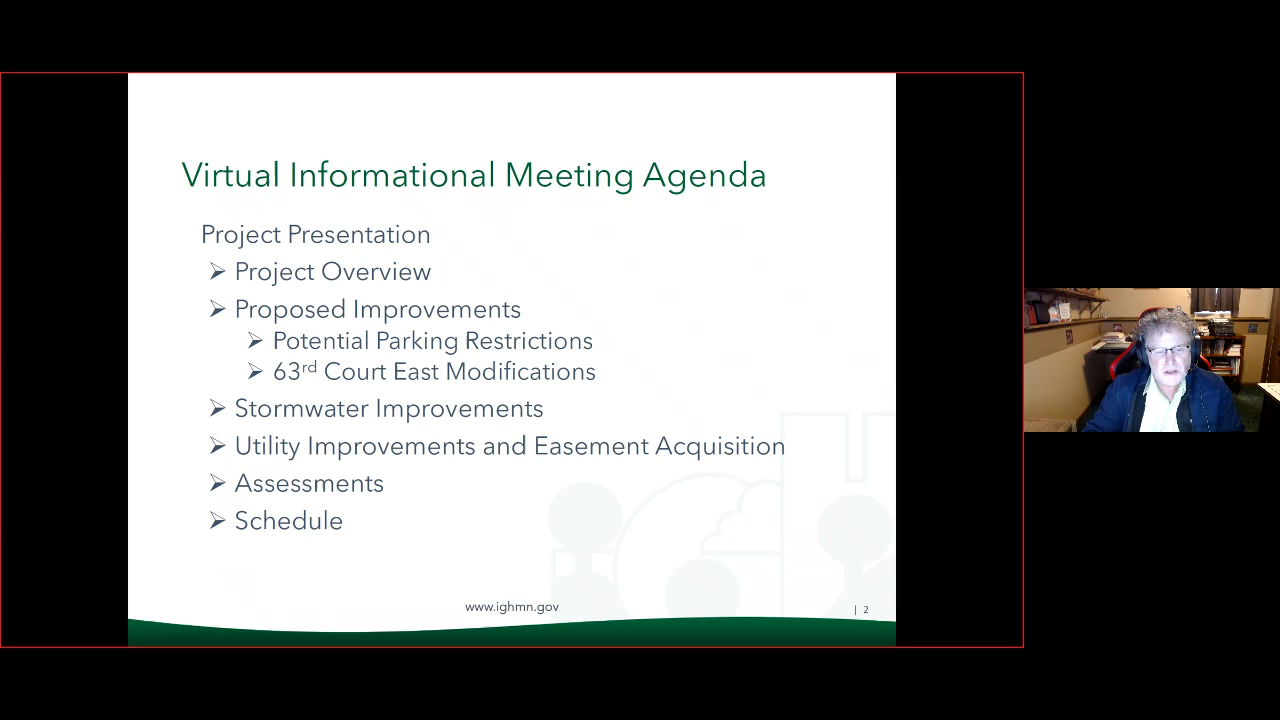 Virtual Informational Meeting Agenda
Project Presentation
➢ Project Overview
➢ Proposed Improvements
➢ Potential Parking Restrictions
➢ 63rd Court East Modifications
➢ Stormwater Improvements
➢ Utility Improvements and Easement Acquisition
➢ Assessments
➢ Schedule
www.ighmn.gov
| 2